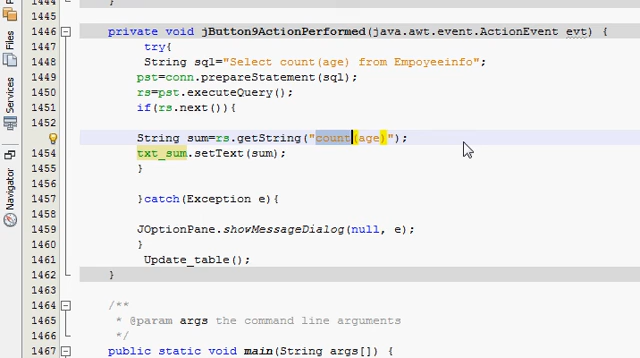 1444
}
1445
1446 private void jButton9ActionPerformed(java.awt.event.ActionEvent evt) {
1447 try{
1448 String sql="Select count(age) from Empoyeeinfo";
1449 pst=conn.prepareStatement(sql);
1450 rs=pst.executeQuery();
1451 if(rs.next()){
1452
String sum=rs.getString("count(age)");
1454 txt_sum.setText(sum);
1455 }
1456
1457 }catch(Exception e){
1458
1459 JOptionPane.showMessageDialog(null, e);
1460 }
1461 Update_table();
1462 }
1463
1464 /**
1465 * @param args the command line arguments
1466 */
1467 public static void main(String args[]) {
Files
Services
Navigator